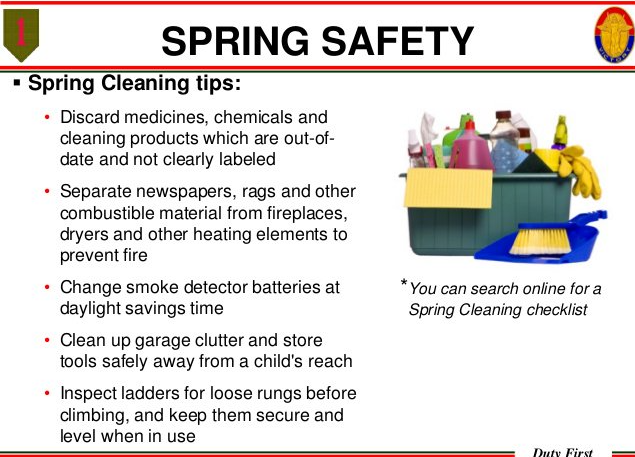 1
SPRING SAFETY
VICTORY
▪ Spring Cleaning tips:
• Discard medicines, chemicals and
cleaning products which are out-of-
date and not clearly labeled
• Separate newspapers, rags and other
combustible material from fireplaces,
dryers and other heating elements to
prevent fire
• Change smoke detector batteries at
daylight savings time
• Clean up garage clutter and store
tools safely away from a child's reach
• Inspect ladders for loose rungs before
climbing, and keep them secure and
level when in use
*You can search online for a
Spring Cleaning checklist
Duty First